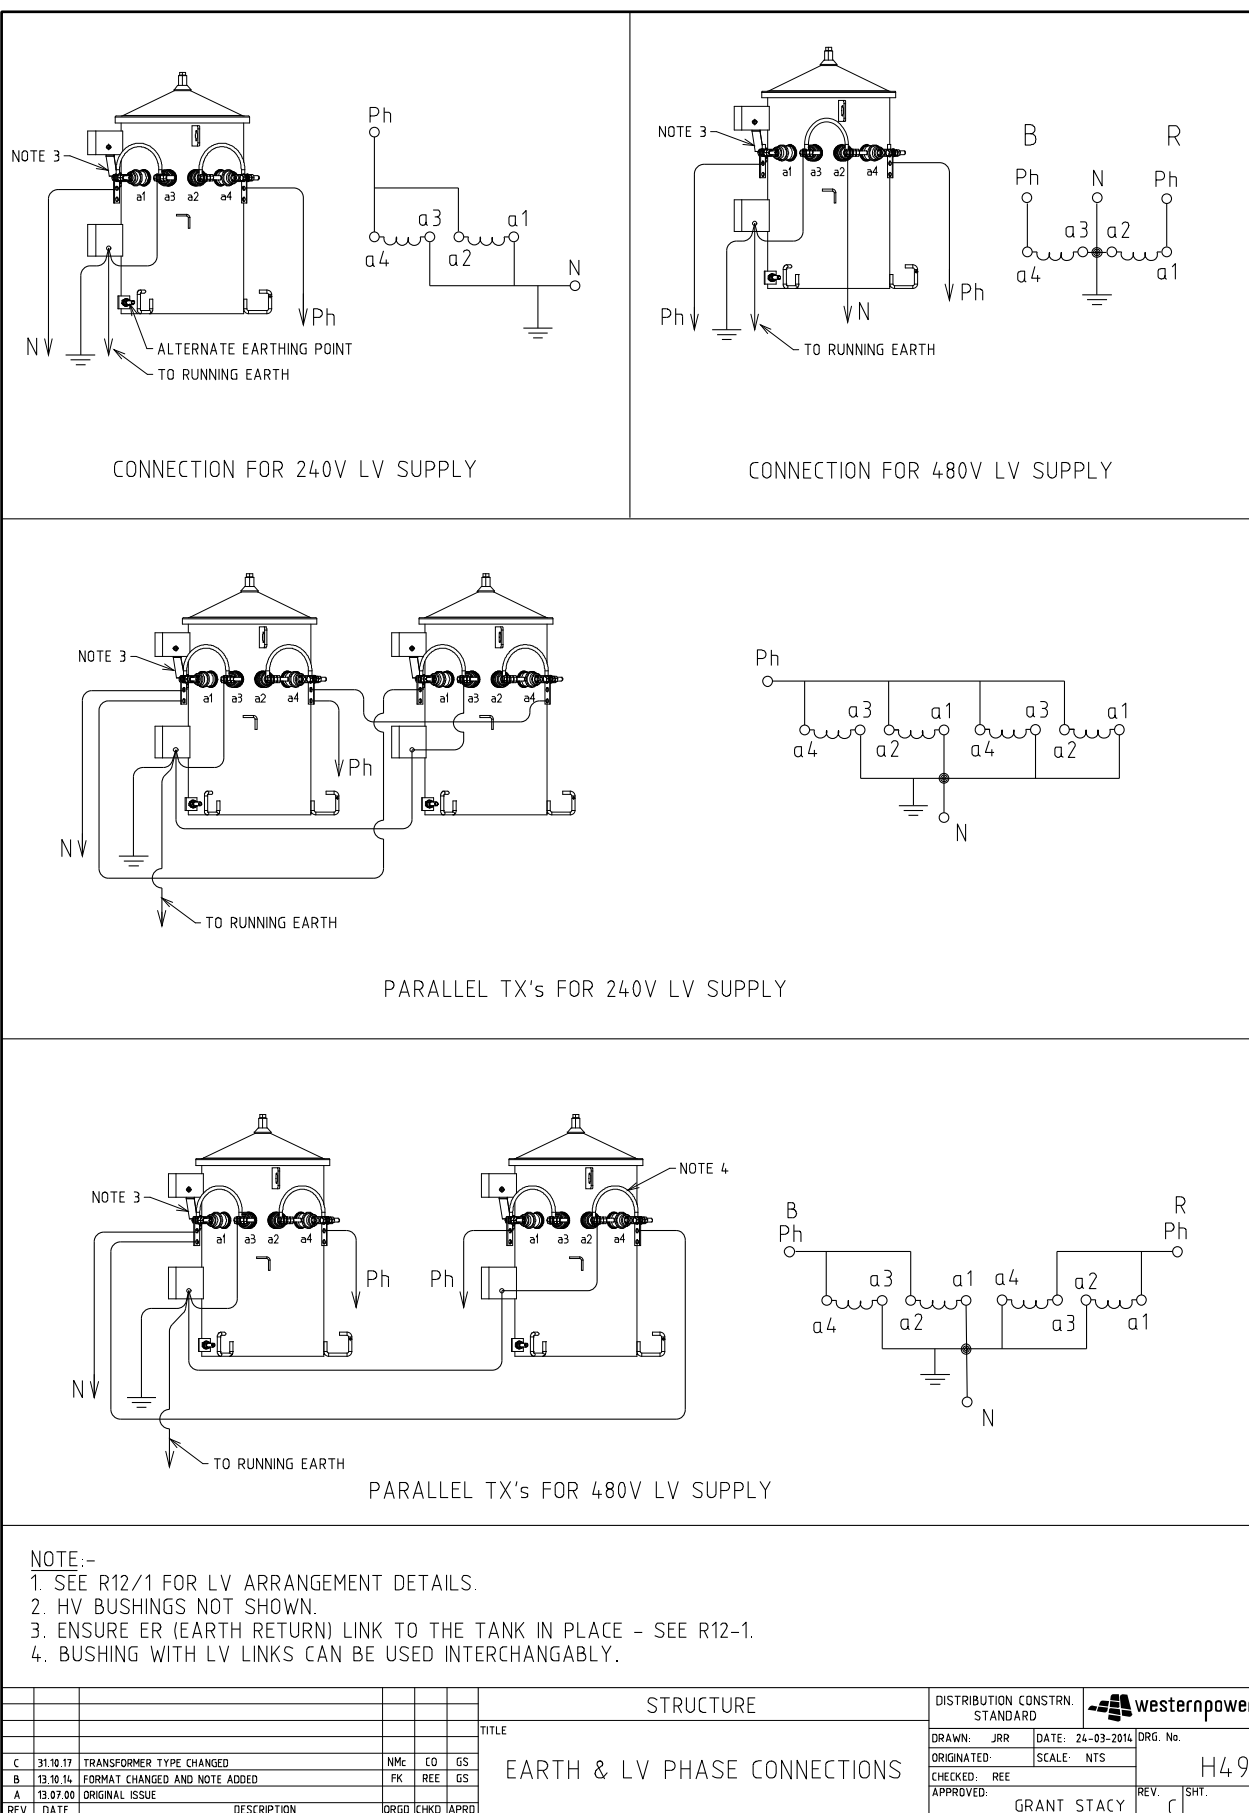 NOTE 3
a1 a3 a2 a4
N
Ph
ALTERNATE EARTHING POINT
TO RUNNING EARTH
Ph
a3 a1
a4 a2
N
CONNECTION FOR 240V LV SUPPLY
NOTE 3
a1 a3 a2 a4
Ph
N
Ph
TO RUNNING EARTH
B R
Ph N Ph
a3 a2
a4 a1
CONNECTION FOR 480V LV SUPPLY
NOTE 3
a1 a3 a2 a4
a1 a3 a2 a4
Ph
N
TO RUNNING EARTH
Ph
a3 a1 a3 a1
a4 a2 a4 a2
N
PARALLEL TX's FOR 240V LV SUPPLY
NOTE 3
NOTE 4
a1 a3 a2 a4
a1 a3 a2 a4
Ph Ph
N
TO RUNNING EARTH
B R
Ph Ph
a3 a1 a4 a2
a4 a2 a3 a1
N
PARALLEL TX's FOR 480V LV SUPPLY
NOTE:-
1. SEE R12/1 FOR LV ARRANGEMENT DETAILS.
2. HV BUSHINGS NOT SHOWN.
3. ENSURE ER (EARTH RETURN) LINK TO THE TANK IN PLACE - SEE R12-1.
4. BUSHING WITH LV LINKS CAN BE USED INTERCHANGABLY.
C 31.10.17 TRANSFORMER TYPE CHANGED NMc CO GS
B 13.10.14 FORMAT CHANGED AND NOTE ADDED FK REE GS
A 13.07.00 ORIGINAL ISSUE
REV DATE DESCRIPTION ORGD CHKD APRD
STRUCTURE
TITLE
EARTH & LV PHASE CONNECTIONS
DISTRIBUTION CONSTRN.
STANDARD
westernpower
DRAWN: JRR DATE: 24-03-2014 DRG. No.
ORIGINATED: SCALE: NTS
H49
CHECKED: REE
APPROVED: REV. SHT.
GRANT STACY C